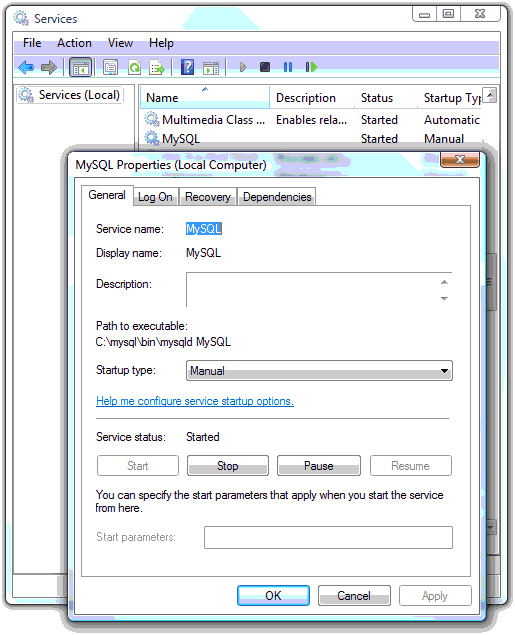 Services
File Action View Help
Services (Local)
Name Description Status Startup Typ
Multimedia Class ... Enables rela... Started Automatic
MySQL Started Manual
MySQL Properties (Local Computer)
General Log On Recovery Dependencies
Service name: MySQL
Display name: MySQL
Description:
Path to executable:
C:\mysql\bin\mysqld MySQL
Startup type: Manual
Help me configure service startup options.
Service status: Started
Start Stop Pause Resume
You can specify the start parameters that apply when you start the service
from here.
Start parameters:
OK Cancel Apply